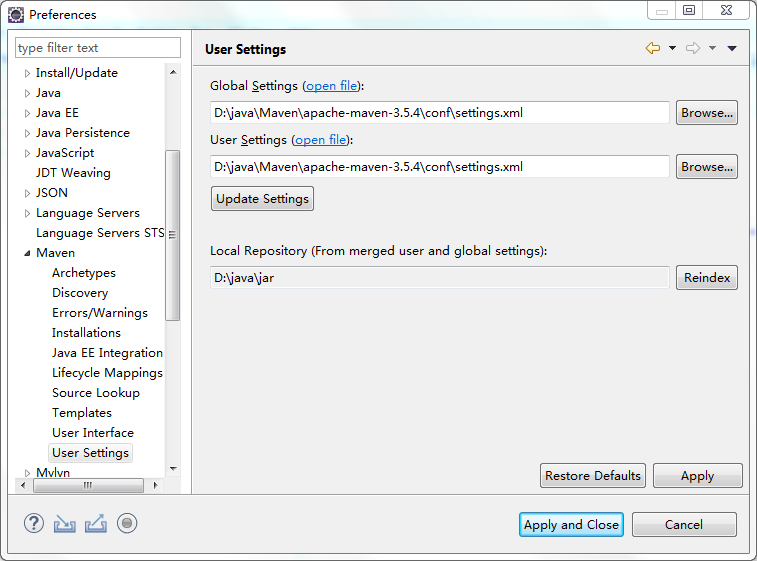 Preferences
type filter text
Install/Update
Java
Java EE
Java Persistence
JavaScript
JDT Weaving
JSON
Language Servers
Language Servers STS
Maven
Archetypes
Discovery
Errors/Warnings
Installations
Java EE Integration
Lifecycle Mappings
Source Lookup
Templates
User Interface
User Settings
Mylyn
User Settings
Global Settings (open file):
D:\java\Maven\apache-maven-3.5.4\conf\settings.xml Browse...
User Settings (open file):
D:\java\Maven\apache-maven-3.5.4\conf\settings.xml Browse...
Update Settings
Local Repository (From merged user and global settings):
D:\java\jar Reindex
Restore Defaults Apply
Apply and Close Cancel